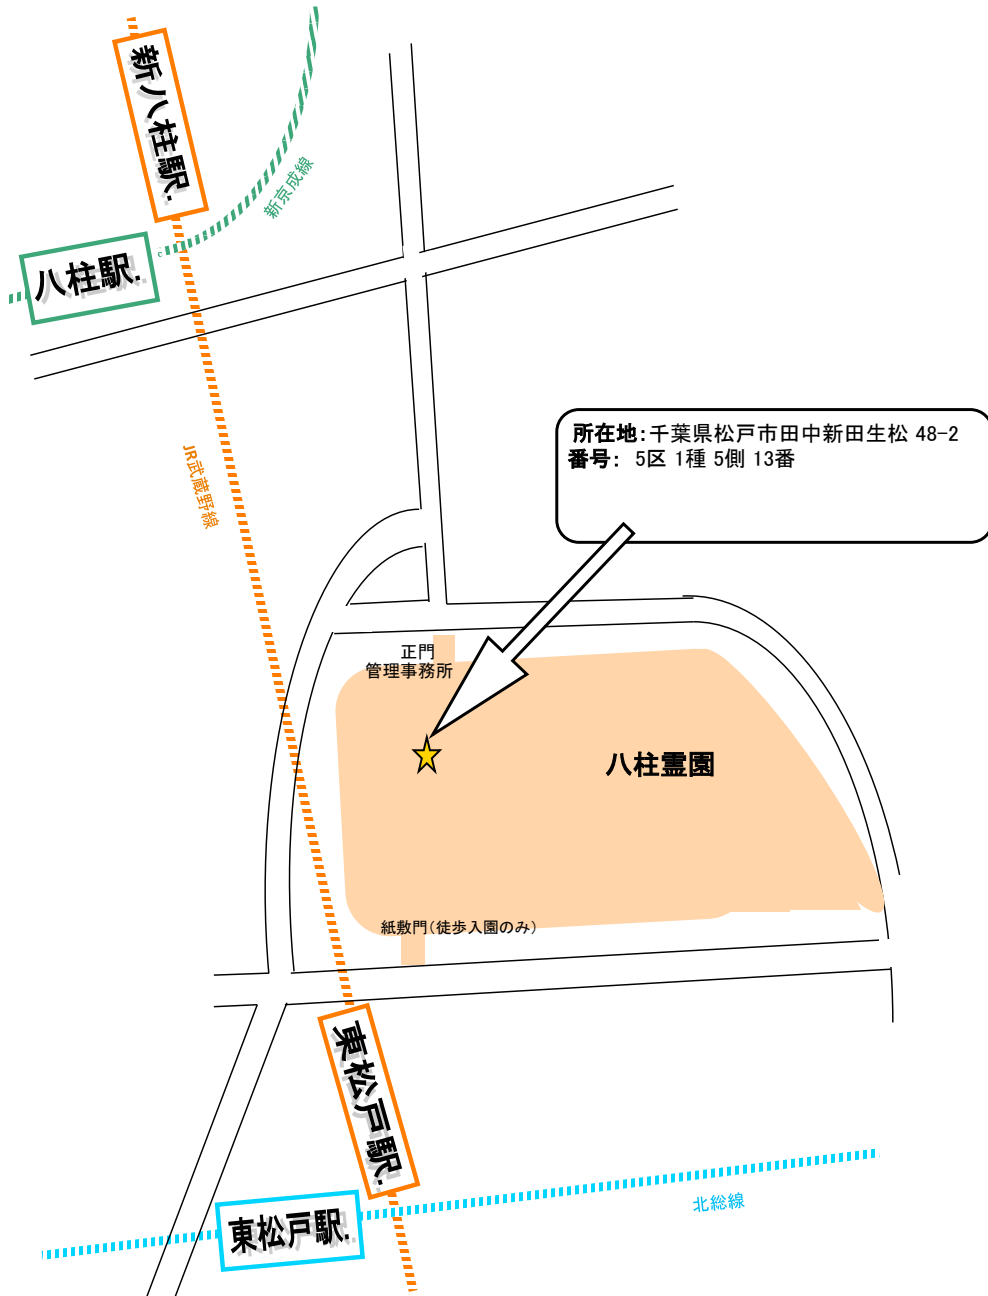 新八柱駅.
新京成線
八柱駅.
JR武蔵野線
所在地:千葉県松戸市田中新田生松 48-2
番号: 5区 1種 5側 13番
正門
管理事務所
八柱霊園
紙敷門(徒歩入園のみ)
東松戸駅.
北総線
東松戸駅.